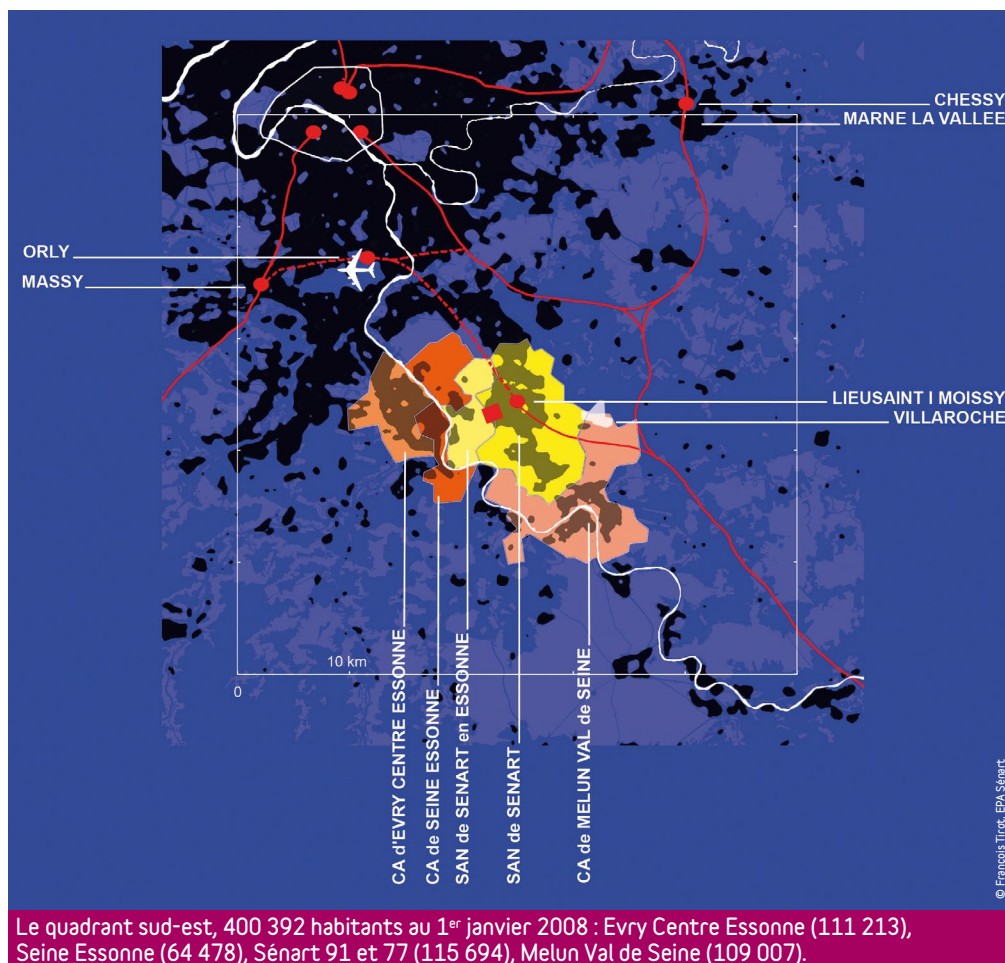 CHESSY
MARNE LA VALLEE
ORLY
MASSY
LIEUSAINT I MOISSY
VILLAROCHE
10 km
0
CA d'EVRY CENTRE ESSONNE
CA de SEINE ESSONNE
SAN de SENART en ESSONNE
SAN de SENART
CA de MELUN VAL de SEINE
© François Tirot, EPA Sénart
Le quadrant sud-est, 400 392 habitants au 1er janvier 2008 : Evry Centre Essonne (111 213),
Seine Essonne (64 478), Sénart 91 et 77 (115 694), Melun Val de Seine (109 007).